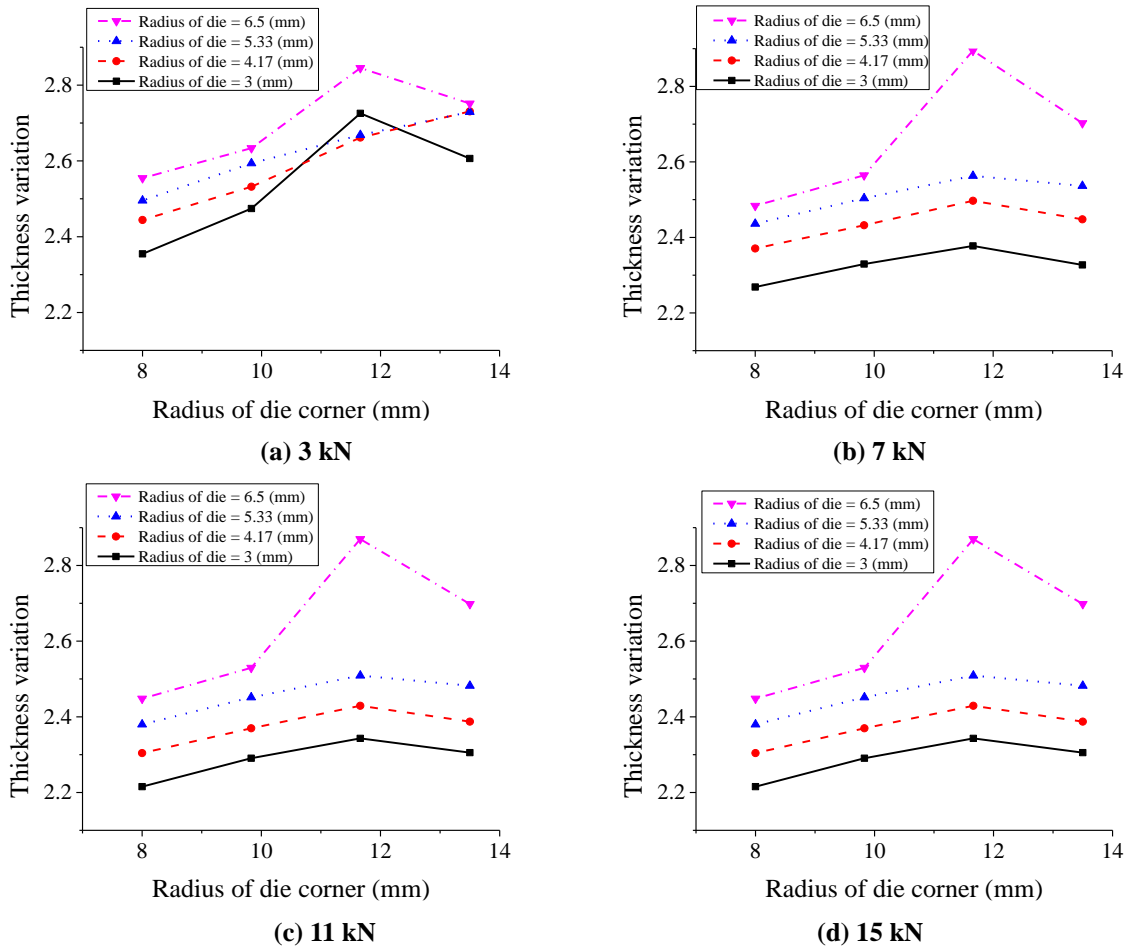 Radius of die = 6.5 (mm)
Radius of die = 5.33 (mm)
Radius of die = 4.17 (mm)
Radius of die = 3 (mm)
2.8
2.6
2.4
2.2
Thickness variation
8 10 12 14
Radius of die corner (mm)
(a) 3 kN
Radius of die = 6.5 (mm)
Radius of die = 5.33 (mm)
Radius of die = 4.17 (mm)
Radius of die = 3 (mm)
2.8
2.6
2.4
2.2
Thickness variation
8 10 12 14
Radius of die corner (mm)
(b) 7 kN
Radius of die = 6.5 (mm)
Radius of die = 5.33 (mm)
Radius of die = 4.17 (mm)
Radius of die = 3 (mm)
2.8
2.6
2.4
2.2
Thickness variation
8 10 12 14
Radius of die corner (mm)
(c) 11 kN
Radius of die = 6.5 (mm)
Radius of die = 5.33 (mm)
Radius of die = 4.17 (mm)
Radius of die = 3 (mm)
2.8
2.6
2.4
2.2
Thickness variation
8 10 12 14
Radius of die corner (mm)
(d) 15 kN